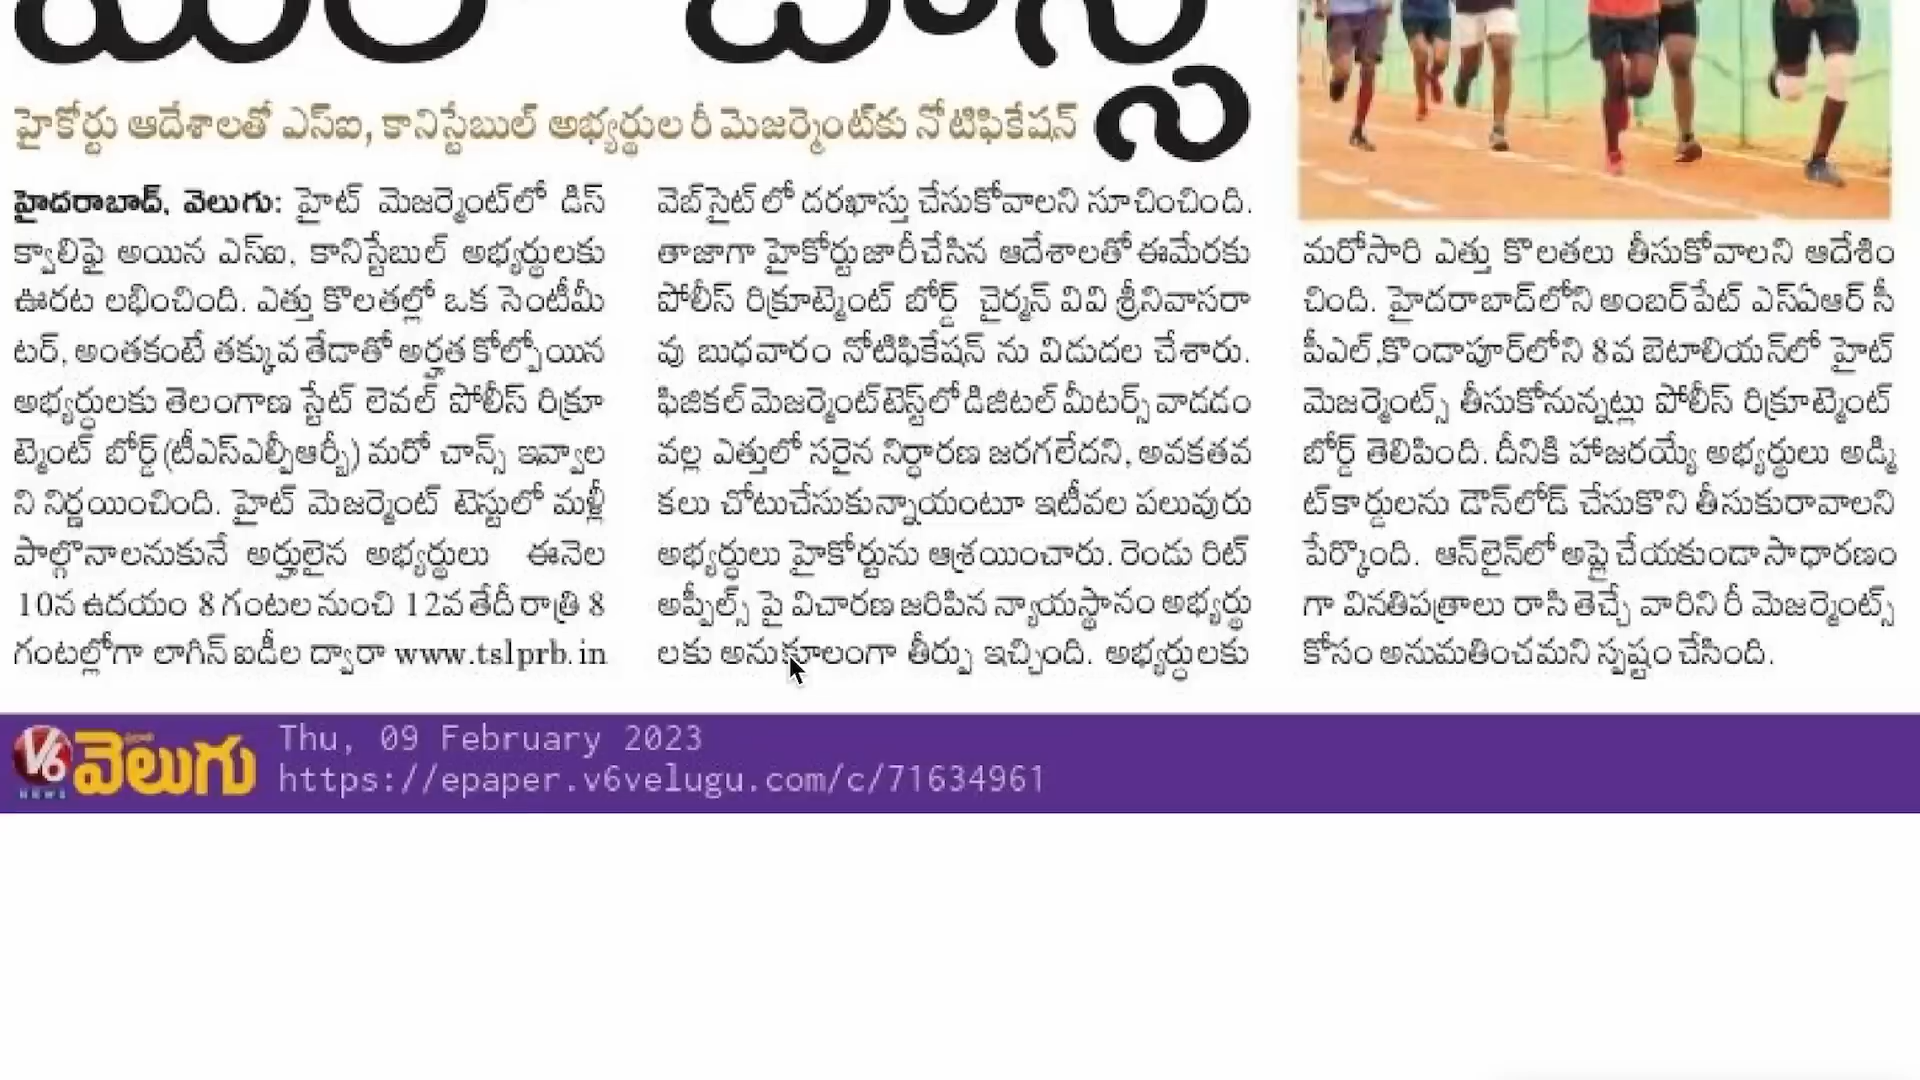 మరో చాన్స్
హైకోర్టు ఆదేశాలతో ఎస్ఐ, కానిస్టేబుల్ అభ్యర్థుల రీ మెజర్మెంట్‌కు నోటిఫికేషన్
హైదరాబాద్, వెలుగు: హైట్ మెజర్మెంట్‌లో డిస్
క్వాలిఫై అయిన ఎస్ఐ, కానిస్టేబుల్ అభ్యర్థులకు
ఊరట లభించింది. ఎత్తు కొలతల్లో ఒక సెంటీమీ
టర్, అంతకంటే తక్కువ తేడాతో అర్హత కోల్పోయిన
అభ్యర్థులకు తెలంగాణ స్టేట్ లెవల్ పోలీస్ రిక్రూ
ట్మెంట్ బోర్డ్ (టీఎస్ఎల్పీఆర్బీ) మరో చాన్స్ ఇవ్వాల
ని నిర్ణయించింది. హైట్ మెజర్మెంట్ టెస్టులో మళ్లీ
పాల్గొనాలనుకునే అర్హులైన అభ్యర్థులు ఈనెల
10న ఉదయం 8 గంటల నుంచి 12వ తేదీ రాత్రి 8
గంటల్లోగా లాగిన్ ఐడీల ద్వారా www.tslprb.in
వెబ్‌సైట్ లో దరఖాస్తు చేసుకోవాలని సూచించింది.
తాజాగా హైకోర్టు జారీ చేసిన ఆదేశాలతో ఈమేరకు
పోలీస్ రిక్రూట్మెంట్ బోర్డ్ చైర్మన్ వివి శ్రీనివాసరా
వు బుధవారం నోటిఫికేషన్ ను విడుదల చేశారు.
ఫిజికల్ మెజర్మెంట్ టెస్ట్‌లో డిజిటల్ మీటర్స్ వాడడం
వల్ల ఎత్తులో సరైన నిర్ధారణ జరగలేదని, అవకతవ
కలు చోటుచేసుకున్నాయంటూ ఇటీవల పలువురు
అభ్యర్థులు హైకోర్టును ఆశ్రయించారు. రెండు రిట్
అప్పీల్స్ పై విచారణ జరిపిన న్యాయస్థానం అభ్యర్థు
లకు అనుకూలంగా తీర్పు ఇచ్చింది. అభ్యర్థులకు
మరోసారి ఎత్తు కొలతలు తీసుకోవాలని ఆదేశిం
చింది. హైదరాబాద్‌లోని అంబర్ పేట్ ఎస్ఏఆర్ సీ
పీఎల్,కొండాపూర్‌లోని 8వ బెటాలియన్‌లో హైట్
మెజర్మెంట్స్ తీసుకోనున్నట్లు పోలీస్ రిక్రూట్మెంట్
బోర్డ్ తెలిపింది. దీనికి హాజరయ్యే అభ్యర్థులు అడ్మి
ట్‌కార్డులను డౌన్‌లోడ్ చేసుకొని తీసుకురావాలని
పేర్కొంది. ఆన్‌లైన్‌లో అప్లై చేయకుండా సాధారణం
గా వినతిపత్రాలు రాసి తెచ్చే వారిని రీ మెజర్మెంట్స్
కోసం అనుమతించమని స్పష్టం చేసింది.
V6 వెలుగు
NEWS
Thu, 09 February 2023
https://epaper.v6velugu.com/c/71634961